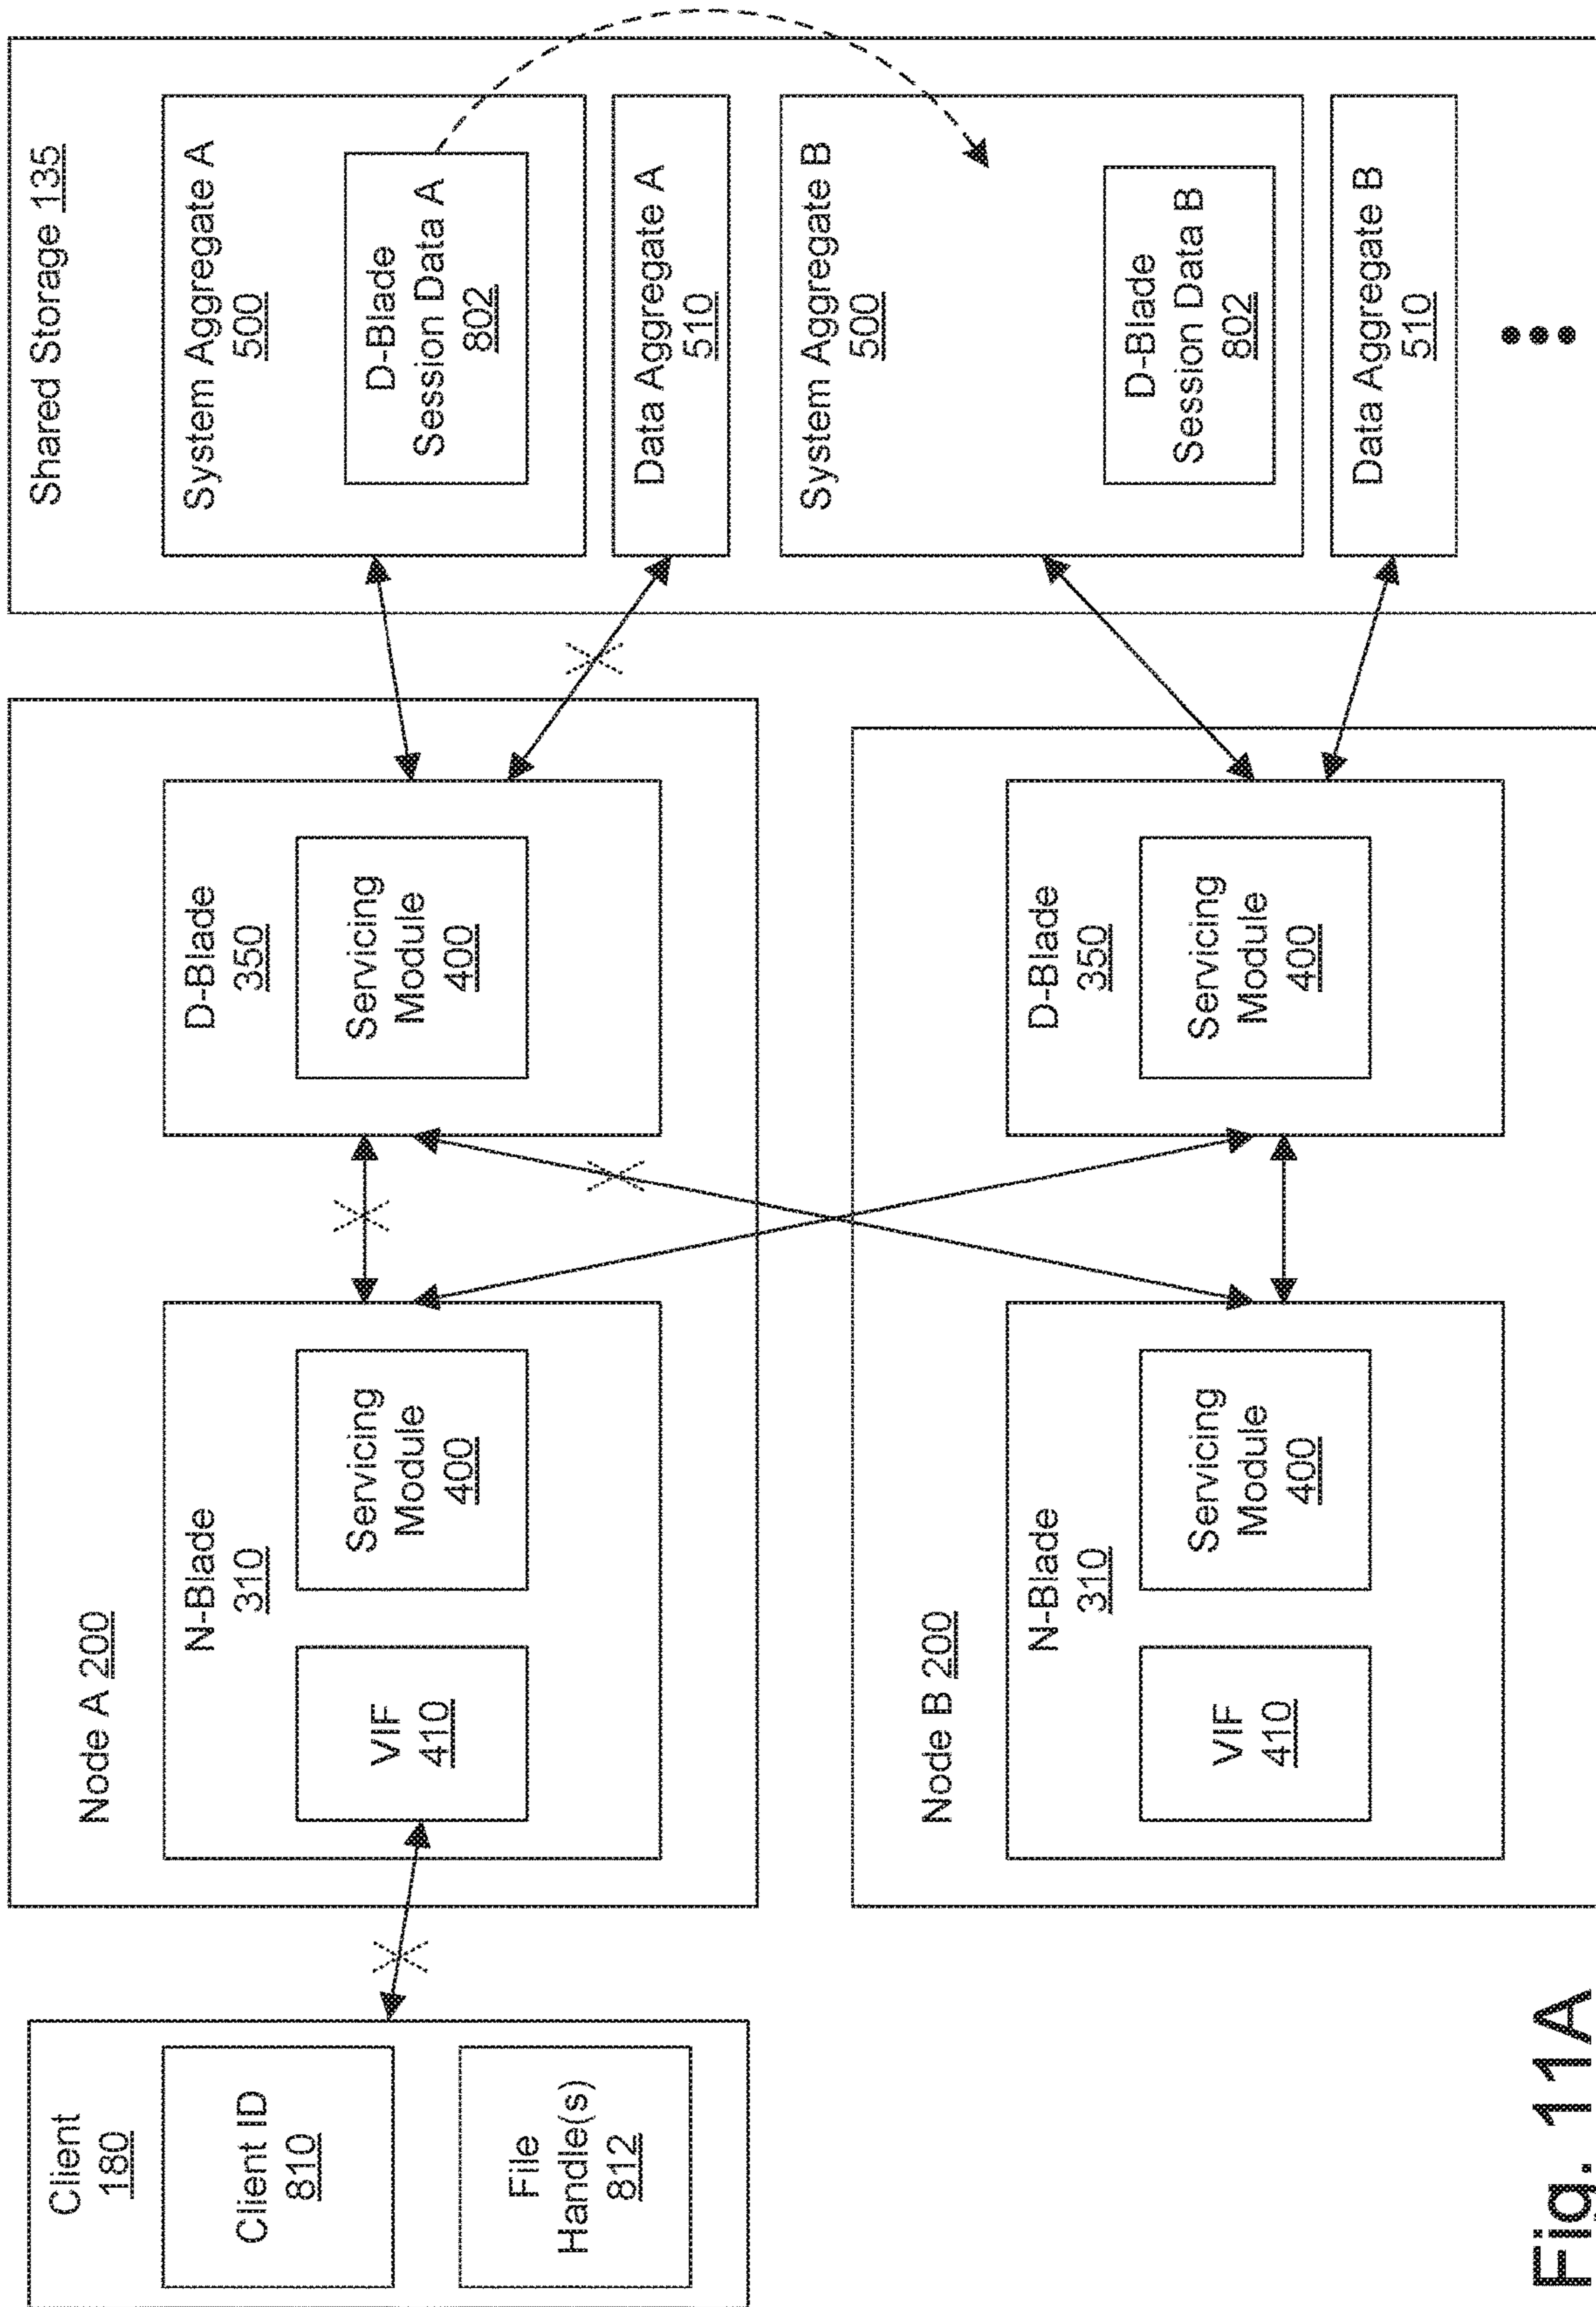 Client
180
Client ID
810
File
Handle(s)
812
Node A 200
N-Blade
310
VIF
410
Servicing
Module
400
D-Blade
350
Servicing
Module
400
Node B 200
N-Blade
310
VIF
410
Servicing
Module
400
D-Blade
350
Servicing
Module
400
Shared Storage 135
System Aggregate A
500
D-Blade
Session Data A
802
Data Aggregate A
510
System Aggregate B
500
D-Blade
Session Data B
802
Data Aggregate B
510
Fig. 11A